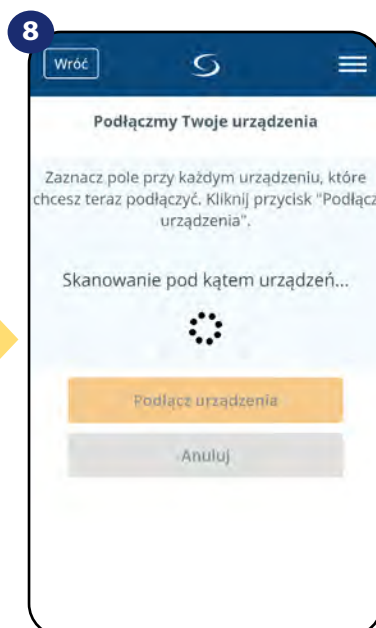 8
Wróć
Podłączmy Twoje urządzenia
Zaznacz pole przy każdym urządzeniu, które
chcesz teraz podłączyć. Kliknij przycisk "Podłącz
urządzenia".
Skanowanie pod kątem urządzeń...
Podłącz urządzenia
Anuluj